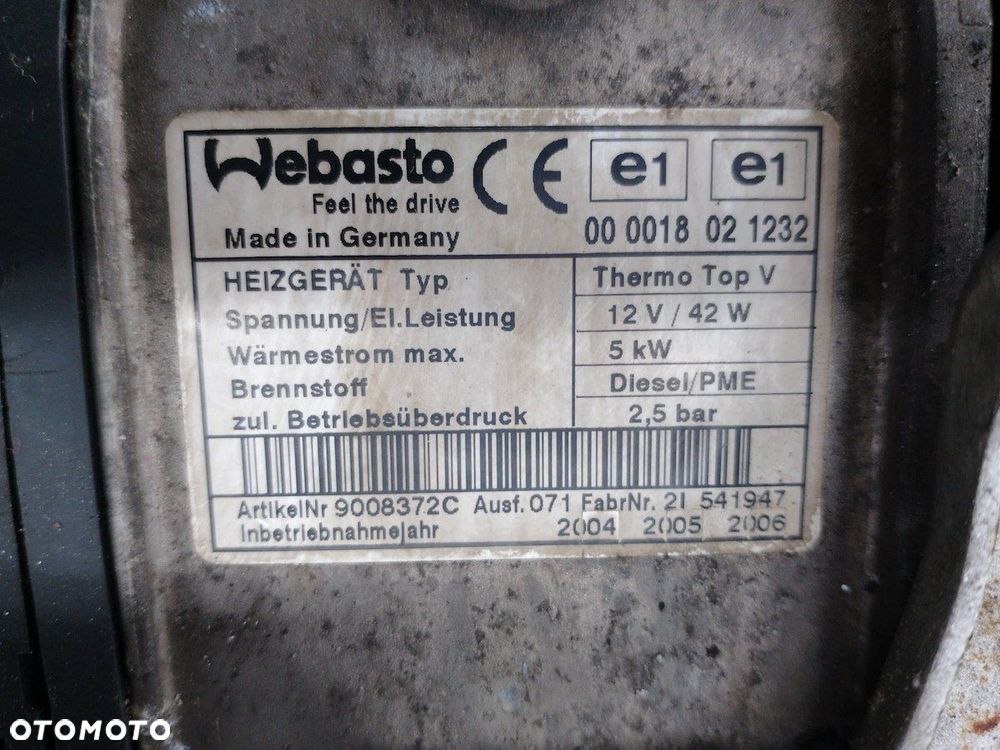 Webasto
Feel the drive
Made in Germany
CE
e1 e1
00 0018 02 1232
HEIZGERÄT Typ Thermo Top V
Spannung/El.Leistung 12 V / 42 W
Wärmestrom max. 5 kW
Brennstoff Diesel/PME
zul. Betriebsüberdruck 2,5 bar
ArtikelNr 9008372C Ausf. 071 FabrNr. 2I 541947
Inbetriebnahmejahr 2004 2005 2006
OTOMOTO